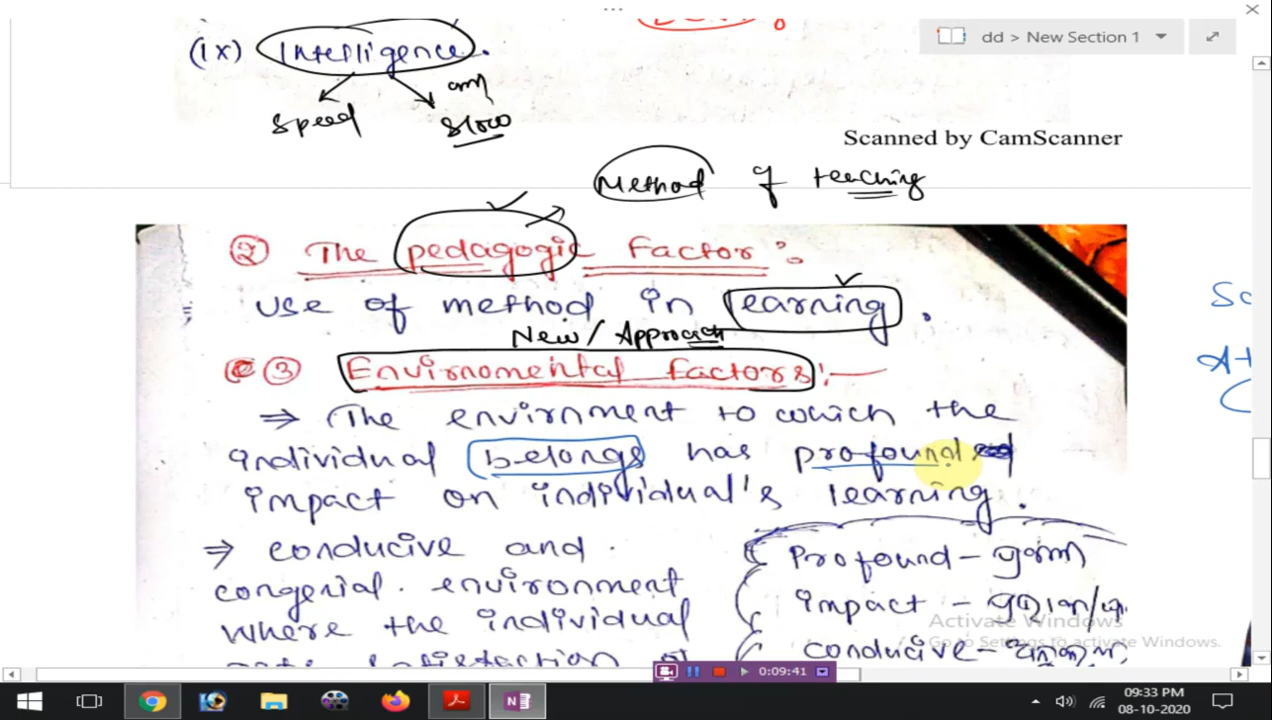 dd > New Section 1
(ix) Intelligence.
Speed
Slow
Scanned by CamScanner
Method of teaching
② The pedagogic Factor :
use of method in learning.
New / Approach
③ Envirnomental Factors :-
⇒ The envirnment to which the
individual belongs has profound
impact on individual's learning.
⇒ conducive and
congenial environment
where the individual
Profound -
impact -
conducive -
Activate Windows
Go to Settings to activate Windows.
0:09:41
09:33 PM
08-10-2020